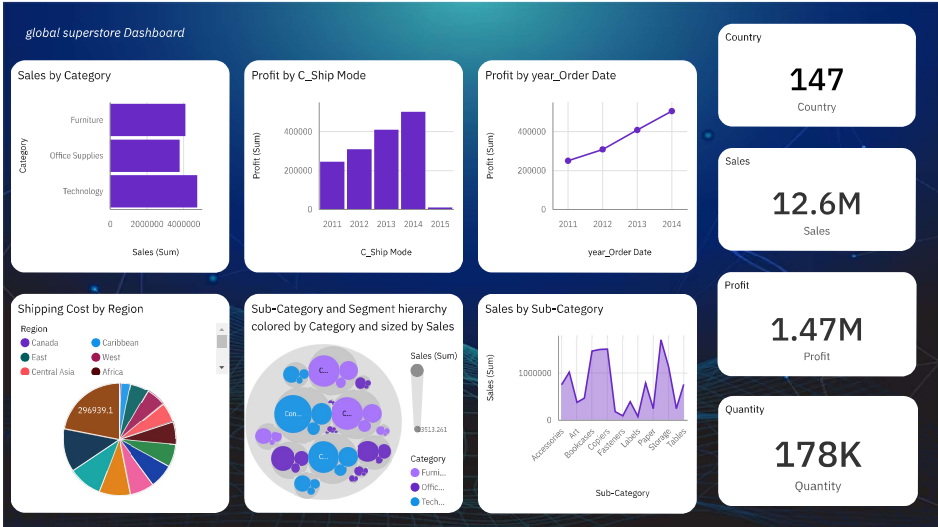 global superstore Dashboard
Sales by Category
Category
Furniture
Office Supplies
Technology
0 2000000 4000000
Sales (Sum)
Profit by C_Ship Mode
Profit (Sum)
400000
200000
0
2011 2012 2013 2014 2015
C_Ship Mode
Profit by year_Order Date
Profit (Sum)
400000
200000
0
2011 2012 2013 2014
year_Order Date
Country
147
Country
Sales
12.6M
Sales
Profit
1.47M
Profit
Quantity
178K
Quantity
Shipping Cost by Region
Region
Canada Caribbean
East West
Central Asia Africa
296939.1
Sub-Category and Segment hierarchy
colored by Category and sized by Sales
C...
Con...
C...
C...
Sales (Sum)
3513.261
Category
Furni...
Offic...
Tech...
Sales by Sub-Category
Sales (Sum)
1000000
0
Accessories Art Bookcases Copiers Fasteners Labels Paper Storage Tables
Sub-Category